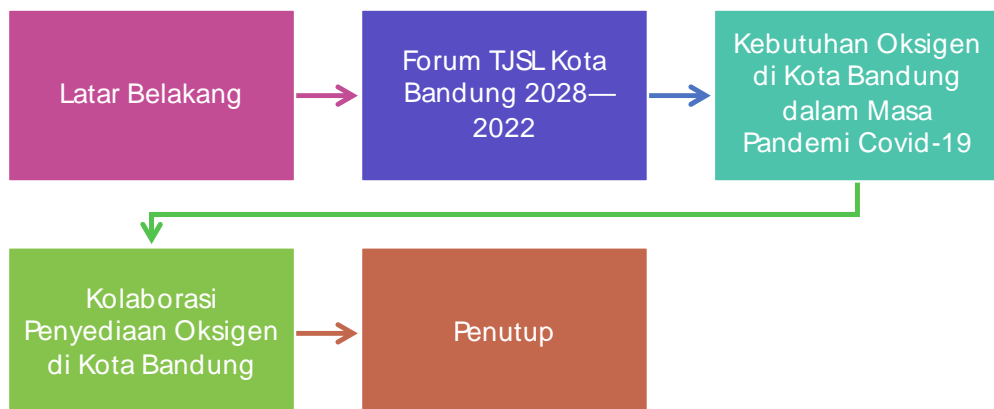 Latar Belakang
Forum TJSL Kota
Bandung 2028—
2022
Kebutuhan Oksigen
di Kota Bandung
dalam Masa
Pandemi Covid-19
Kolaborasi
Penyediaan Oksigen
di Kota Bandung
Penutup